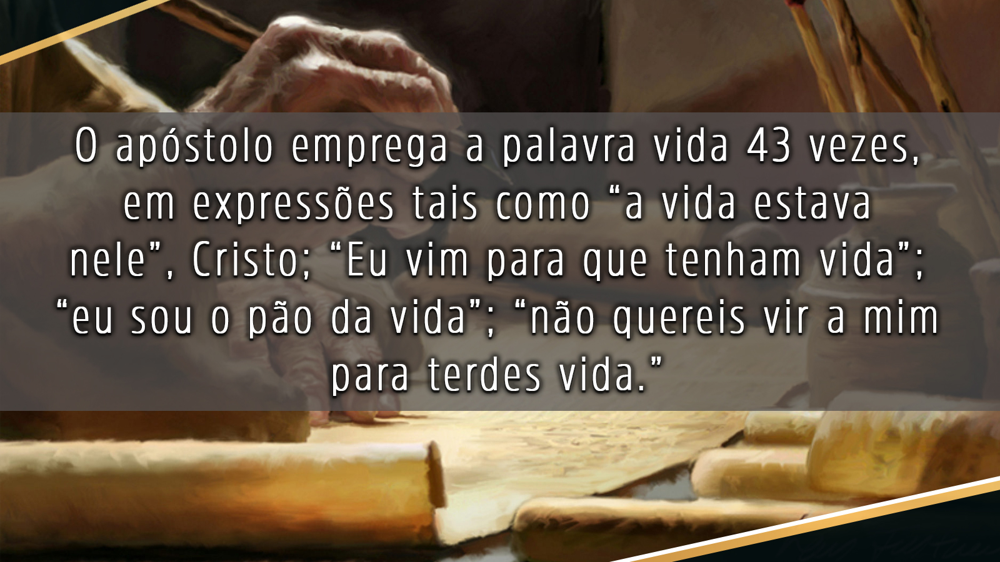 O apóstolo emprega a palavra vida 43 vezes,
em expressões tais como “a vida estava
nele”, Cristo; “Eu vim para que tenham vida”;
“eu sou o pão da vida”; “não quereis vir a mim
para terdes vida.”